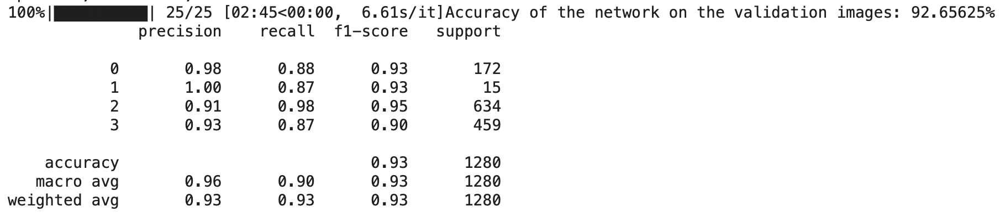 100%|██████████| 25/25 [02:45<00:00,  6.61s/it]Accuracy of the network on the validation images: 92.65625%
              precision    recall  f1-score   support

           0       0.98      0.88      0.93       172
           1       1.00      0.87      0.93        15
           2       0.91      0.98      0.95       634
           3       0.93      0.87      0.90       459

    accuracy                           0.93      1280
   macro avg       0.96      0.90      0.93      1280
weighted avg       0.93      0.93      0.93      1280